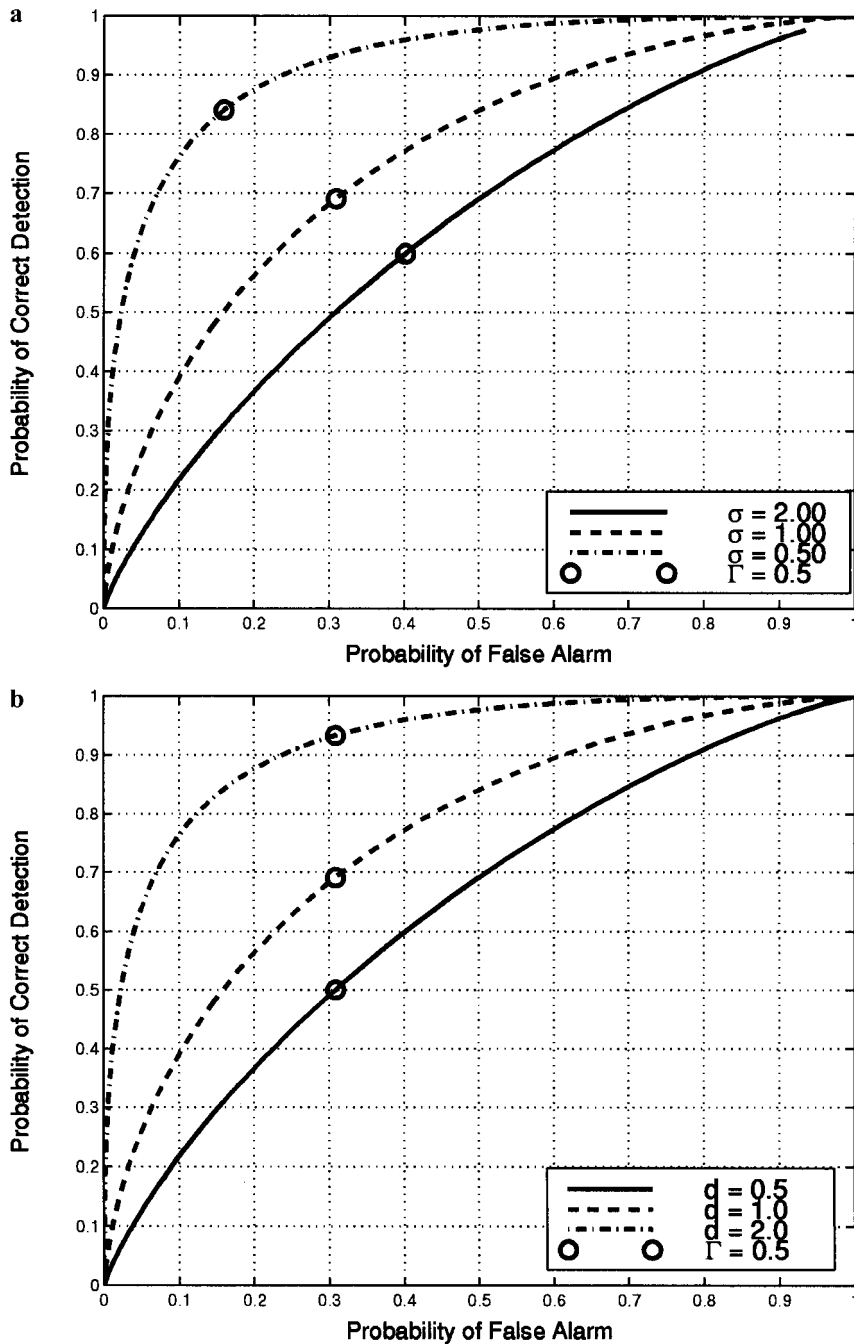 a
1
0.9
0.8
0.7
0.6
0.5
0.4
0.3
0.2
0.1
0
Probability of Correct Detection
σ = 2.00
σ = 1.00
σ = 0.50
Γ = 0.5
0 0.1 0.2 0.3 0.4 0.5 0.6 0.7 0.8 0.9 1
Probability of False Alarm
b
1
0.9
0.8
0.7
0.6
0.5
0.4
0.3
0.2
0.1
0
Probability of Correct Detection
d = 0.5
d = 1.0
d = 2.0
Γ = 0.5
0 0.1 0.2 0.3 0.4 0.5 0.6 0.7 0.8 0.9 1
Probability of False Alarm